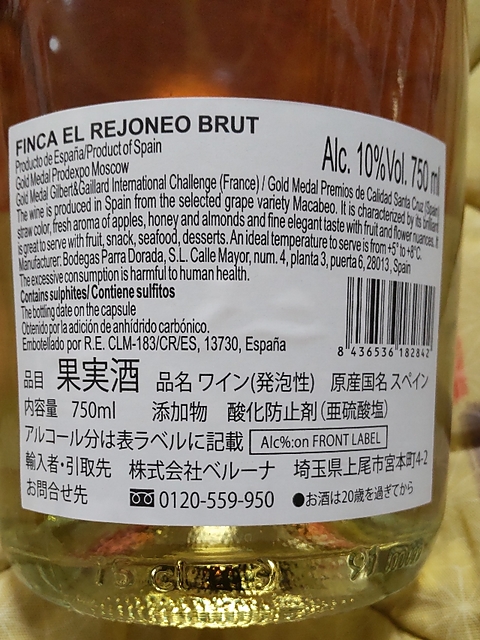 FINCA EL REJONEO BRUT
Producto de España/Product of Spain
Alc. 10%Vol. 750 ml
Gold Medal Prodexpo Moscow
Gold Medal Gilbert&Gaillard International Challenge (France) / Gold Medal Premios de Calidad Santa Cruz (Spain)
The wine is produced in Spain from the selected grape variety Macabeo. It is characterized by its brilliant
straw color, fresh aroma of apples, honey and almonds and fine elegant taste with fruit and flower nuances. It
is great to serve with fruit, snack, seafood, desserts. An ideal temperature to serve is from +5° to +8°C.
Manufacturer: Bodegas Parra Dorada, S.L. Calle Mayor, num. 4, planta 3, puerta 6, 28013, Spain
The excessive consumption is harmful to human health.
Contains sulphites/Contiene sulfitos
The bottling date on the capsule
Obtenido por la adición de anhídrido carbónico.
Embotellado por R.E. CLM-183/CR/ES, 13730, España
8 436536 182842
品目 果実酒 品名 ワイン(発泡性) 原産国名 スペイン
内容量 750ml 添加物 酸化防止剤(亜硫酸塩)
アルコール分は表ラベルに記載 Alc%:on FRONT LABEL
輸入者・引取先 株式会社ベルーナ 埼玉県上尾市宮本町4-2
お問合せ先 0120-559-950 ●お酒は20歳を過ぎてから